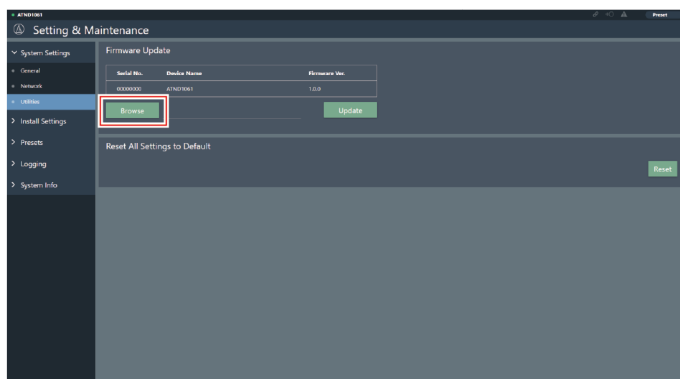 ATND1061
Preset
Setting & Maintenance
System Settings
General
Network
Utilities
Install Settings
Presets
Logging
System Info
Firmware Update
Serial No. Device Name Firmware Ver.
00000000 ATND1061 1.0.0
Browse Update
Reset All Settings to Default
Reset